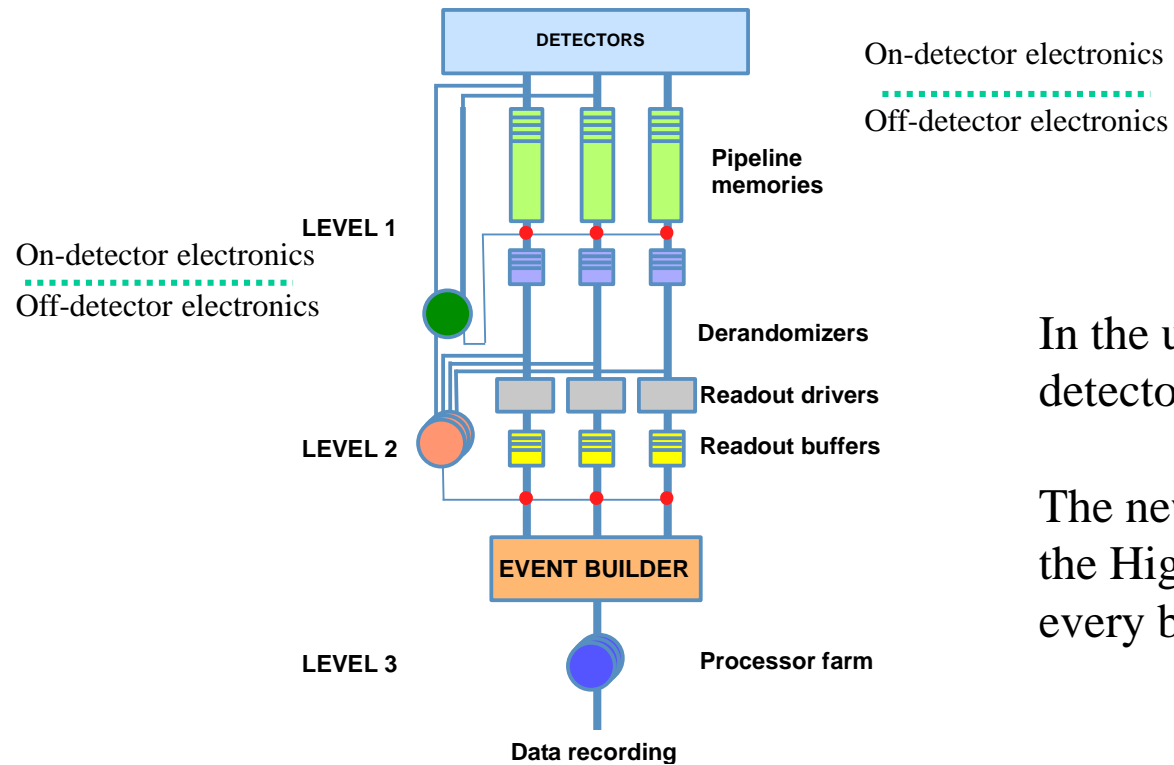 DETECTORS
On-detector electronics
Off-detector electronics
Pipeline
memories
LEVEL 1
On-detector electronics
Off-detector electronics
Derandomizers
In the
detecto
Readout drivers
LEVEL 2
Readout buffers
The
the Hig
every b
EVENT BUILDER
LEVEL 3
Processor farm
Data recording